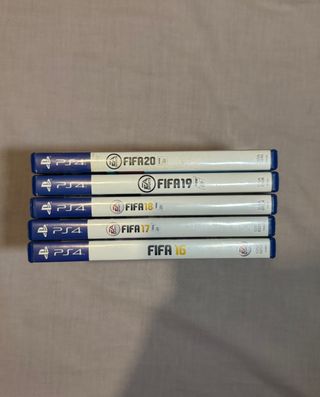 PS4 FIFA 20
PS4 FIFA 19
PS4 FIFA 18
PS4 FIFA 17
PS4 FIFA 16